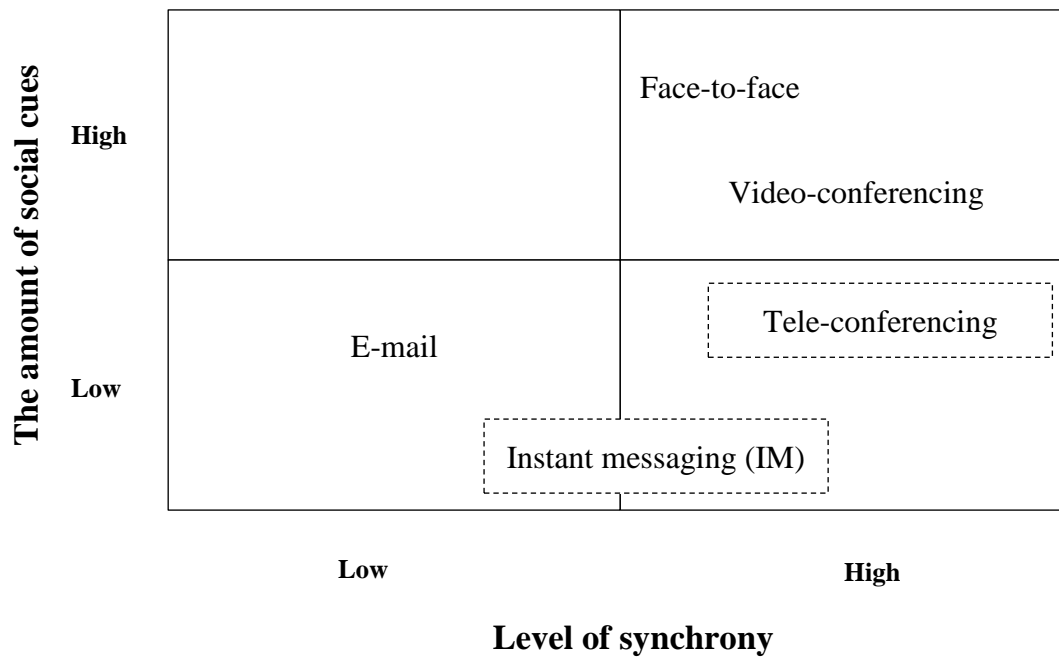 The amount of social cues
High
Face-to-face
Video-conferencing
Low
E-mail
Tele-conferencing
Instant messaging (IM)
Low
High
Level of synchrony